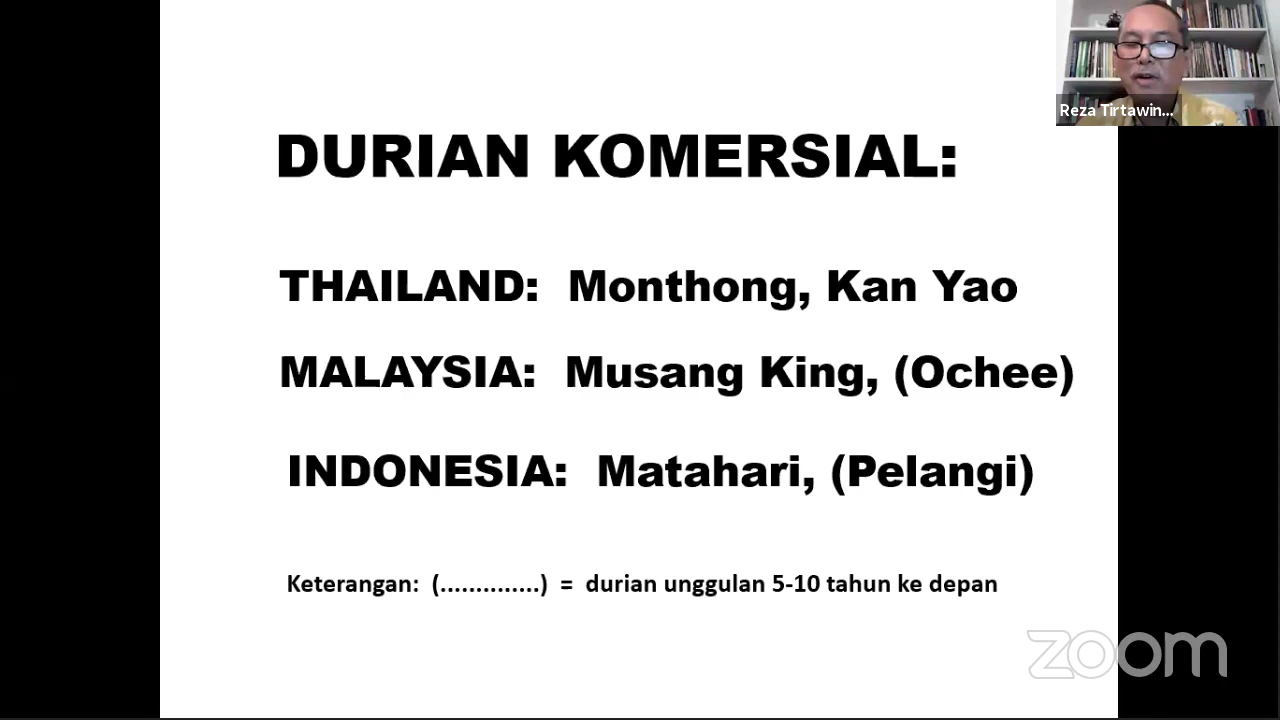 Reza Tirtawin...
DURIAN KOMERSIAL:
THAILAND: Monthong, Kan Yao
MALAYSIA: Musang King, (Ochee)
INDONESIA: Matahari, (Pelangi)
Keterangan: (..............) = durian unggulan 5-10 tahun ke depan
zoom